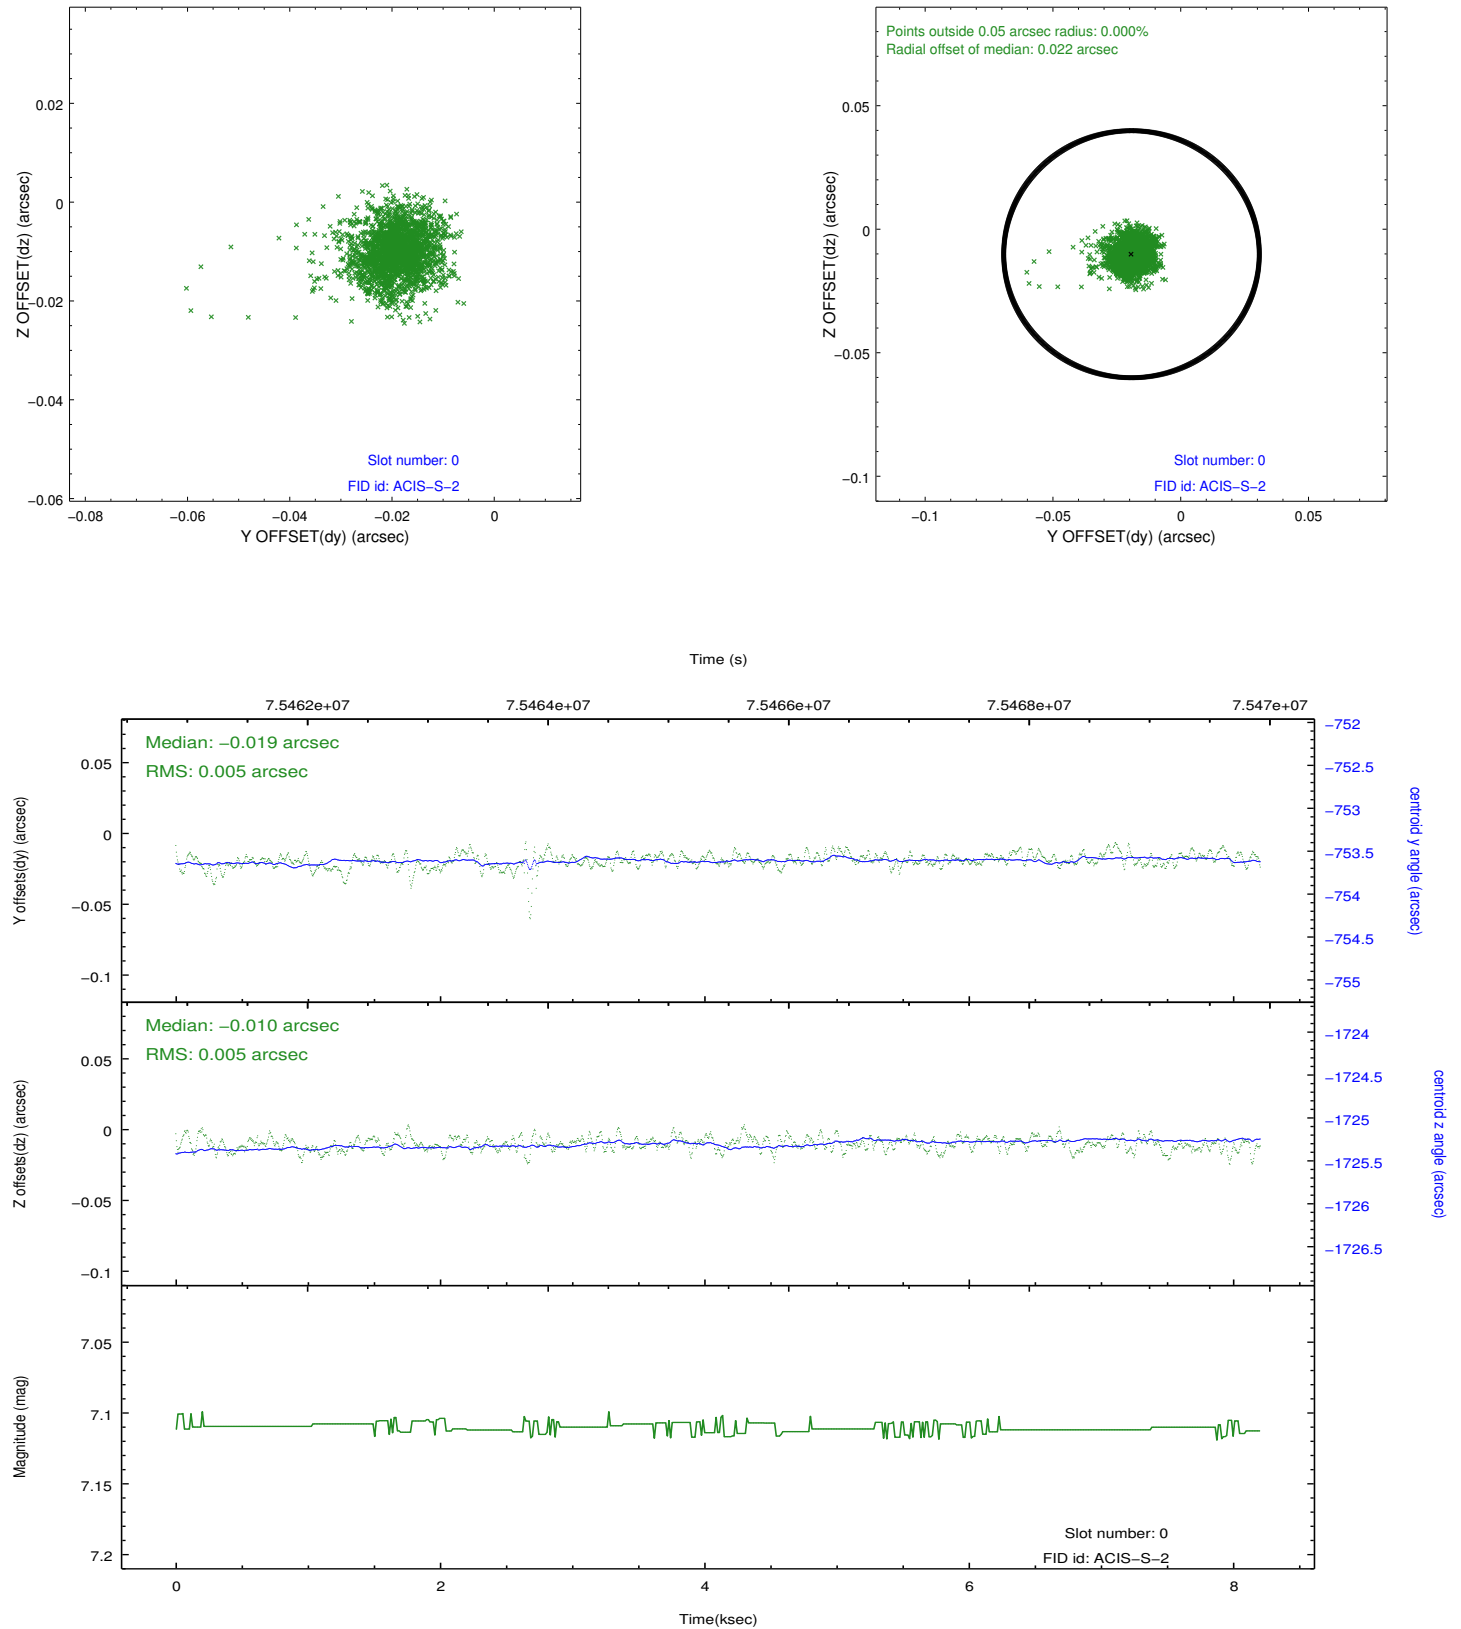 0.02
0
−0.02
−0.04
−0.06
Z OFFSET(dz) (arcsec)
Slot number: 0
FID id: ACIS−S−2
−0.08
−0.06
−0.04
−0.02
0
Y OFFSET(dy) (arcsec)
Points outside 0.05 arcsec radius: 0.000%
Radial offset of median: 0.022 arcsec
0.05
0
−0.05
−0.1
Z OFFSET(dz) (arcsec)
Slot number: 0
FID id: ACIS−S−2
−0.1
−0.05
0
0.05
Y OFFSET(dy) (arcsec)
Time (s)
7.5462e+07
7.5464e+07
7.5466e+07
7.5468e+07
7.547e+07
Median: −0.019 arcsec
RMS: 0.005 arcsec
0.05
0
−0.05
−0.1
Y offsets(dy) (arcsec)
−752
−752.5
−753
−753.5
−754
−754.5
−755
centroid y angle (arcsec)
Median: −0.010 arcsec
RMS: 0.005 arcsec
0.05
0
−0.05
−0.1
Z offsets(dz) (arcsec)
−1724
−1724.5
−1725
−1725.5
−1726
−1726.5
centroid z angle (arcsec)
7.05
7.1
7.15
7.2
Magnitude (mag)
Slot number: 0
FID id: ACIS−S−2
0
2
4
6
8
Time(ksec)